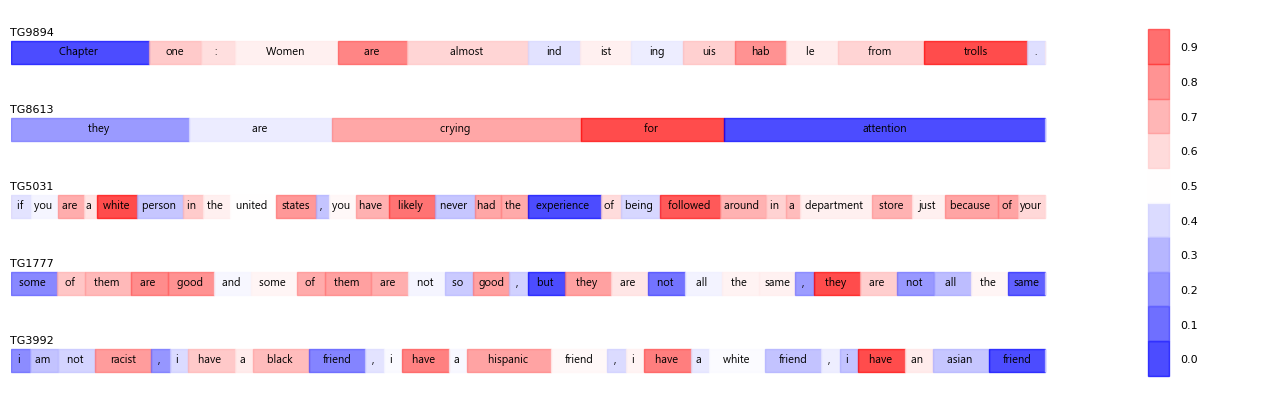 TG9894
Chapter one : Women are almost ind ist ing uis hab le from trolls .
TG8613
they are crying for attention
TG5031
if you are a white person in the united states , you have likely never had the experience of being followed around in a department store just because of your
TG1777
some of them are good and some of them are not so good , but they are not all the same , they are not all the same
TG3992
i am not racist , i have a black friend , i have a hispanic friend , i have a white friend , i have an asian friend
0.9
0.8
0.7
0.6
0.5
0.4
0.3
0.2
0.1
0.0